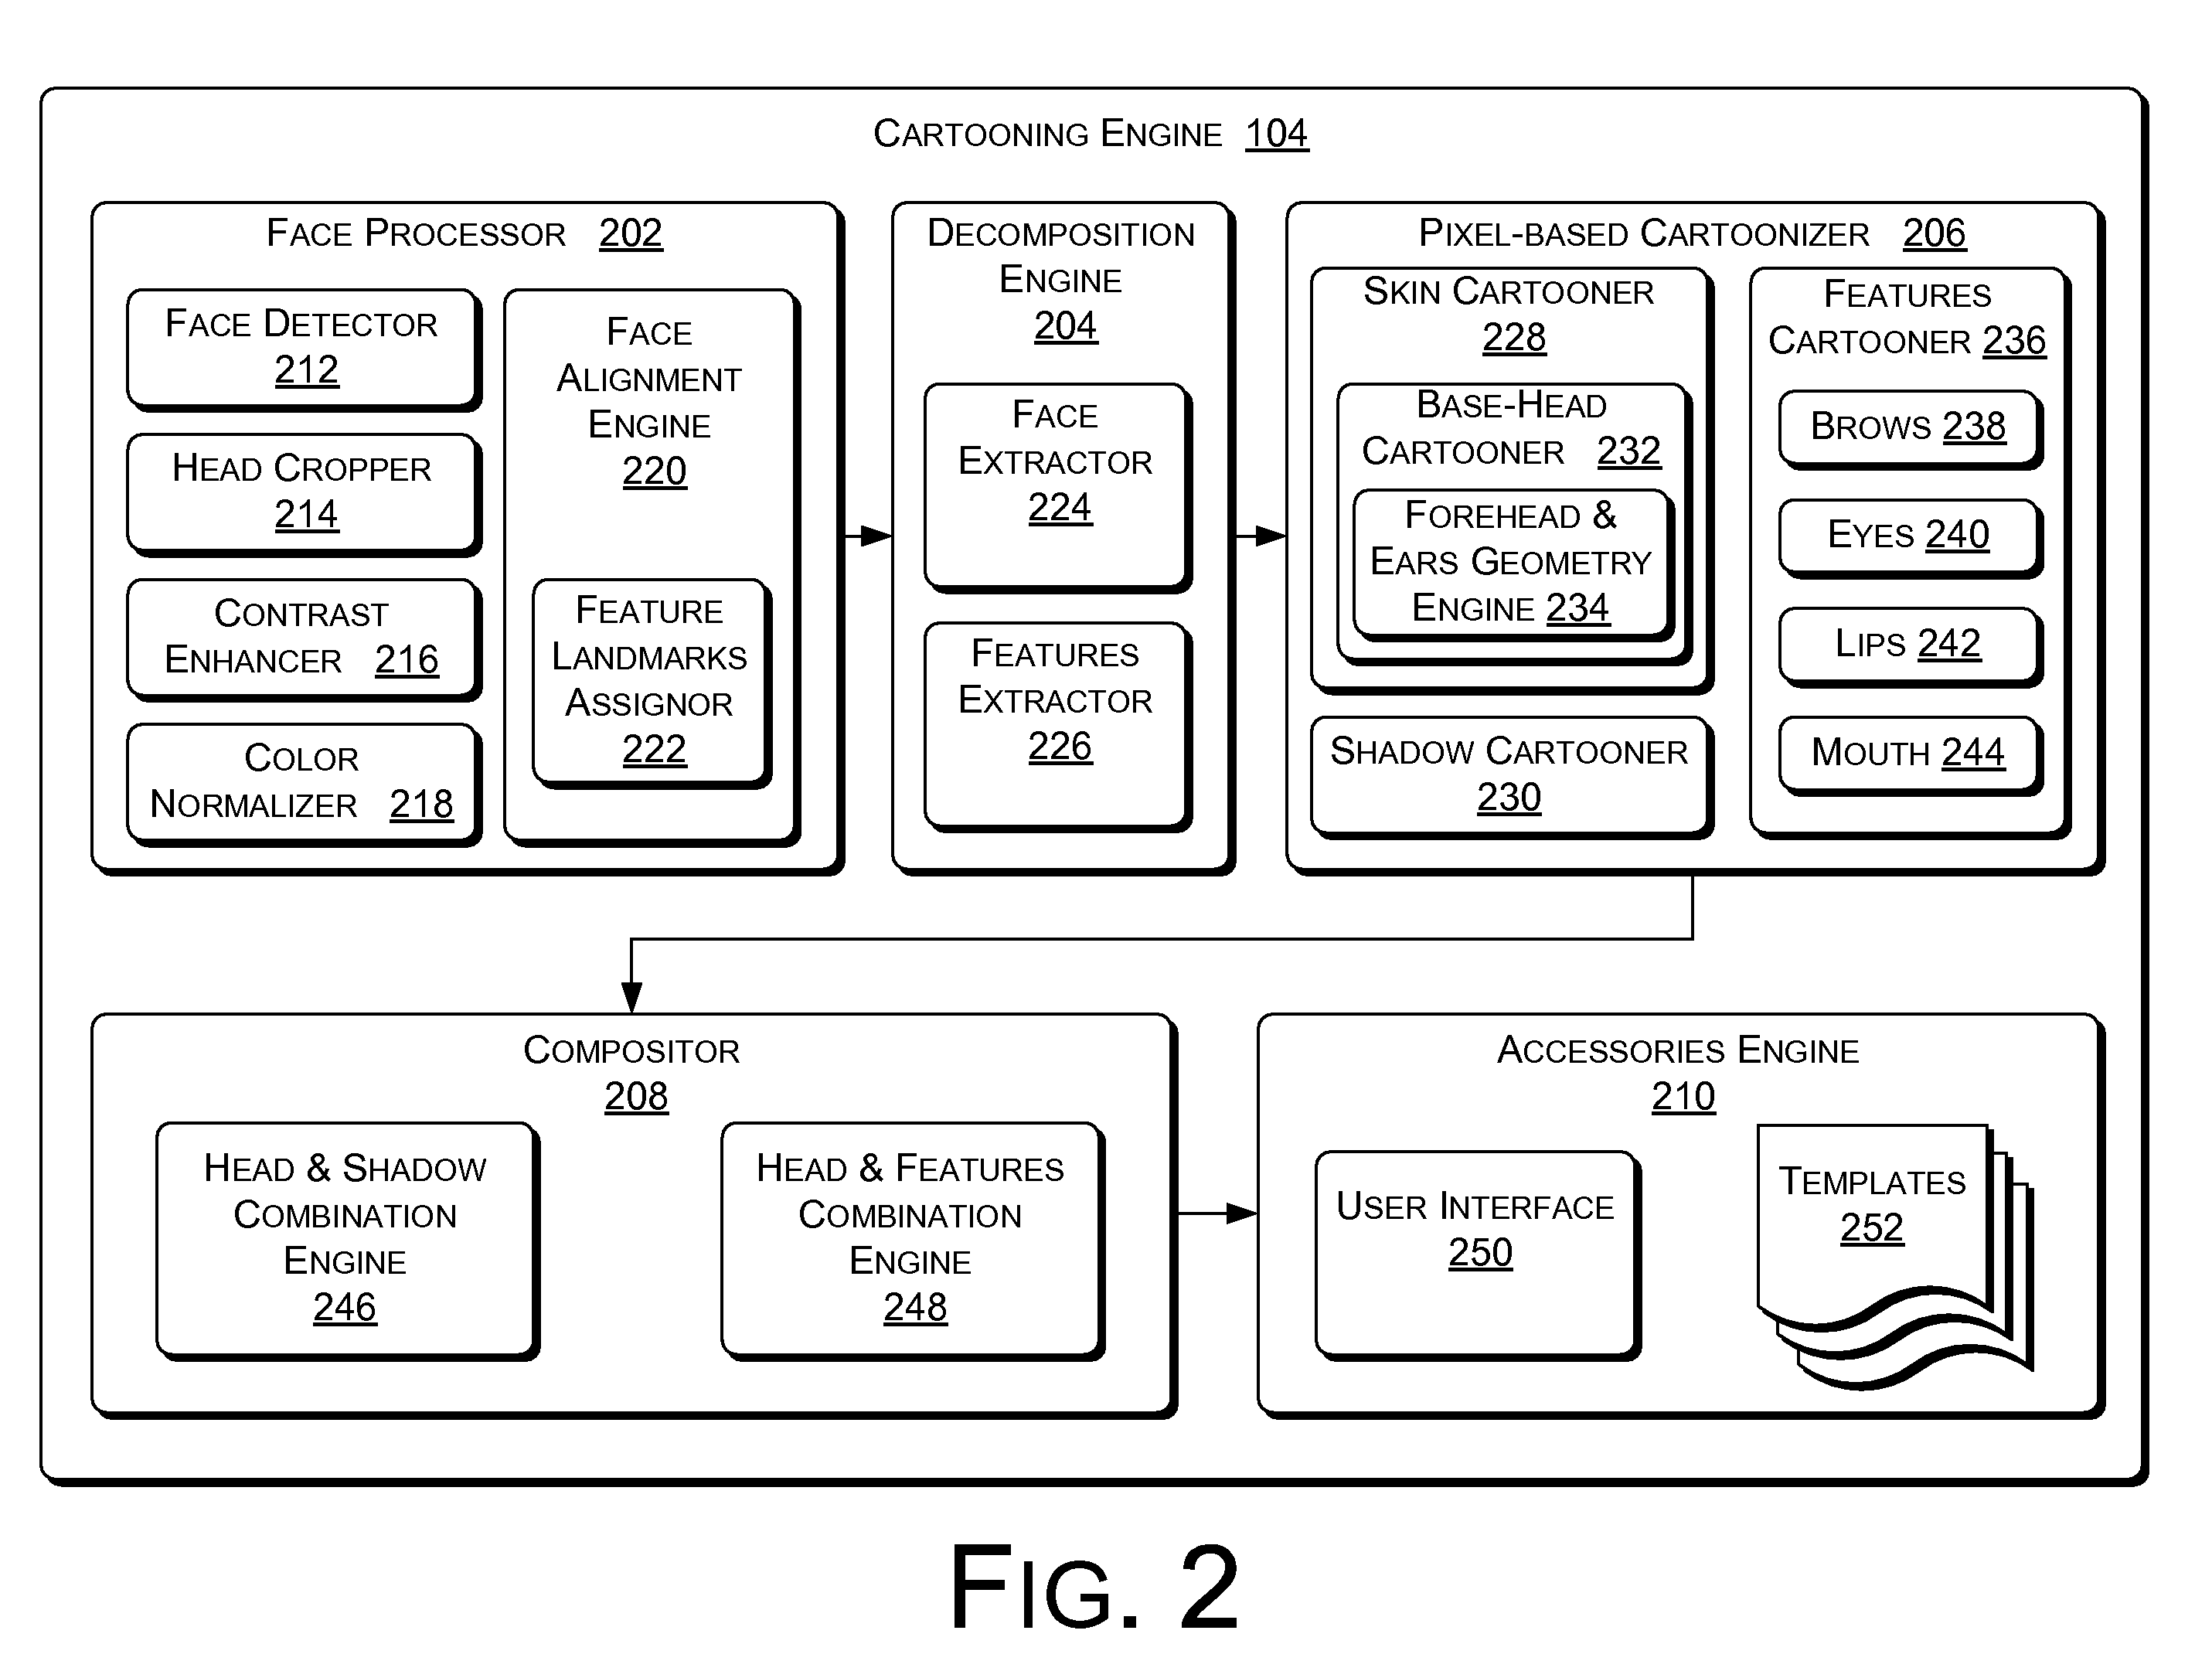 CARTOONING ENGINE 104
FACE PROCESSOR 202
FACE DETECTOR
212
HEAD CROPPER
214
CONTRAST
ENHANCER 216
COLOR
NORMALIZER 218
FACE
ALIGNMENT
ENGINE
220
FEATURE
LANDMARKS
ASSIGNOR
222
DECOMPOSITION
ENGINE
204
FACE
EXTRACTOR
224
FEATURES
EXTRACTOR
226
PIXEL-BASED CARTOONIZER 206
SKIN CARTOONER
228
BASE-HEAD
CARTOONER 232
FOREHEAD &
EARS GEOMETRY
ENGINE 234
SHADOW CARTOONER
230
FEATURES
CARTOONER 236
BROWS 238
EYES 240
LIPS 242
MOUTH 244
COMPOSITOR
208
HEAD & SHADOW
COMBINATION
ENGINE
246
HEAD & FEATURES
COMBINATION
ENGINE
248
ACCESSORIES ENGINE
210
USER INTERFACE
250
TEMPLATES
252
FIG. 2